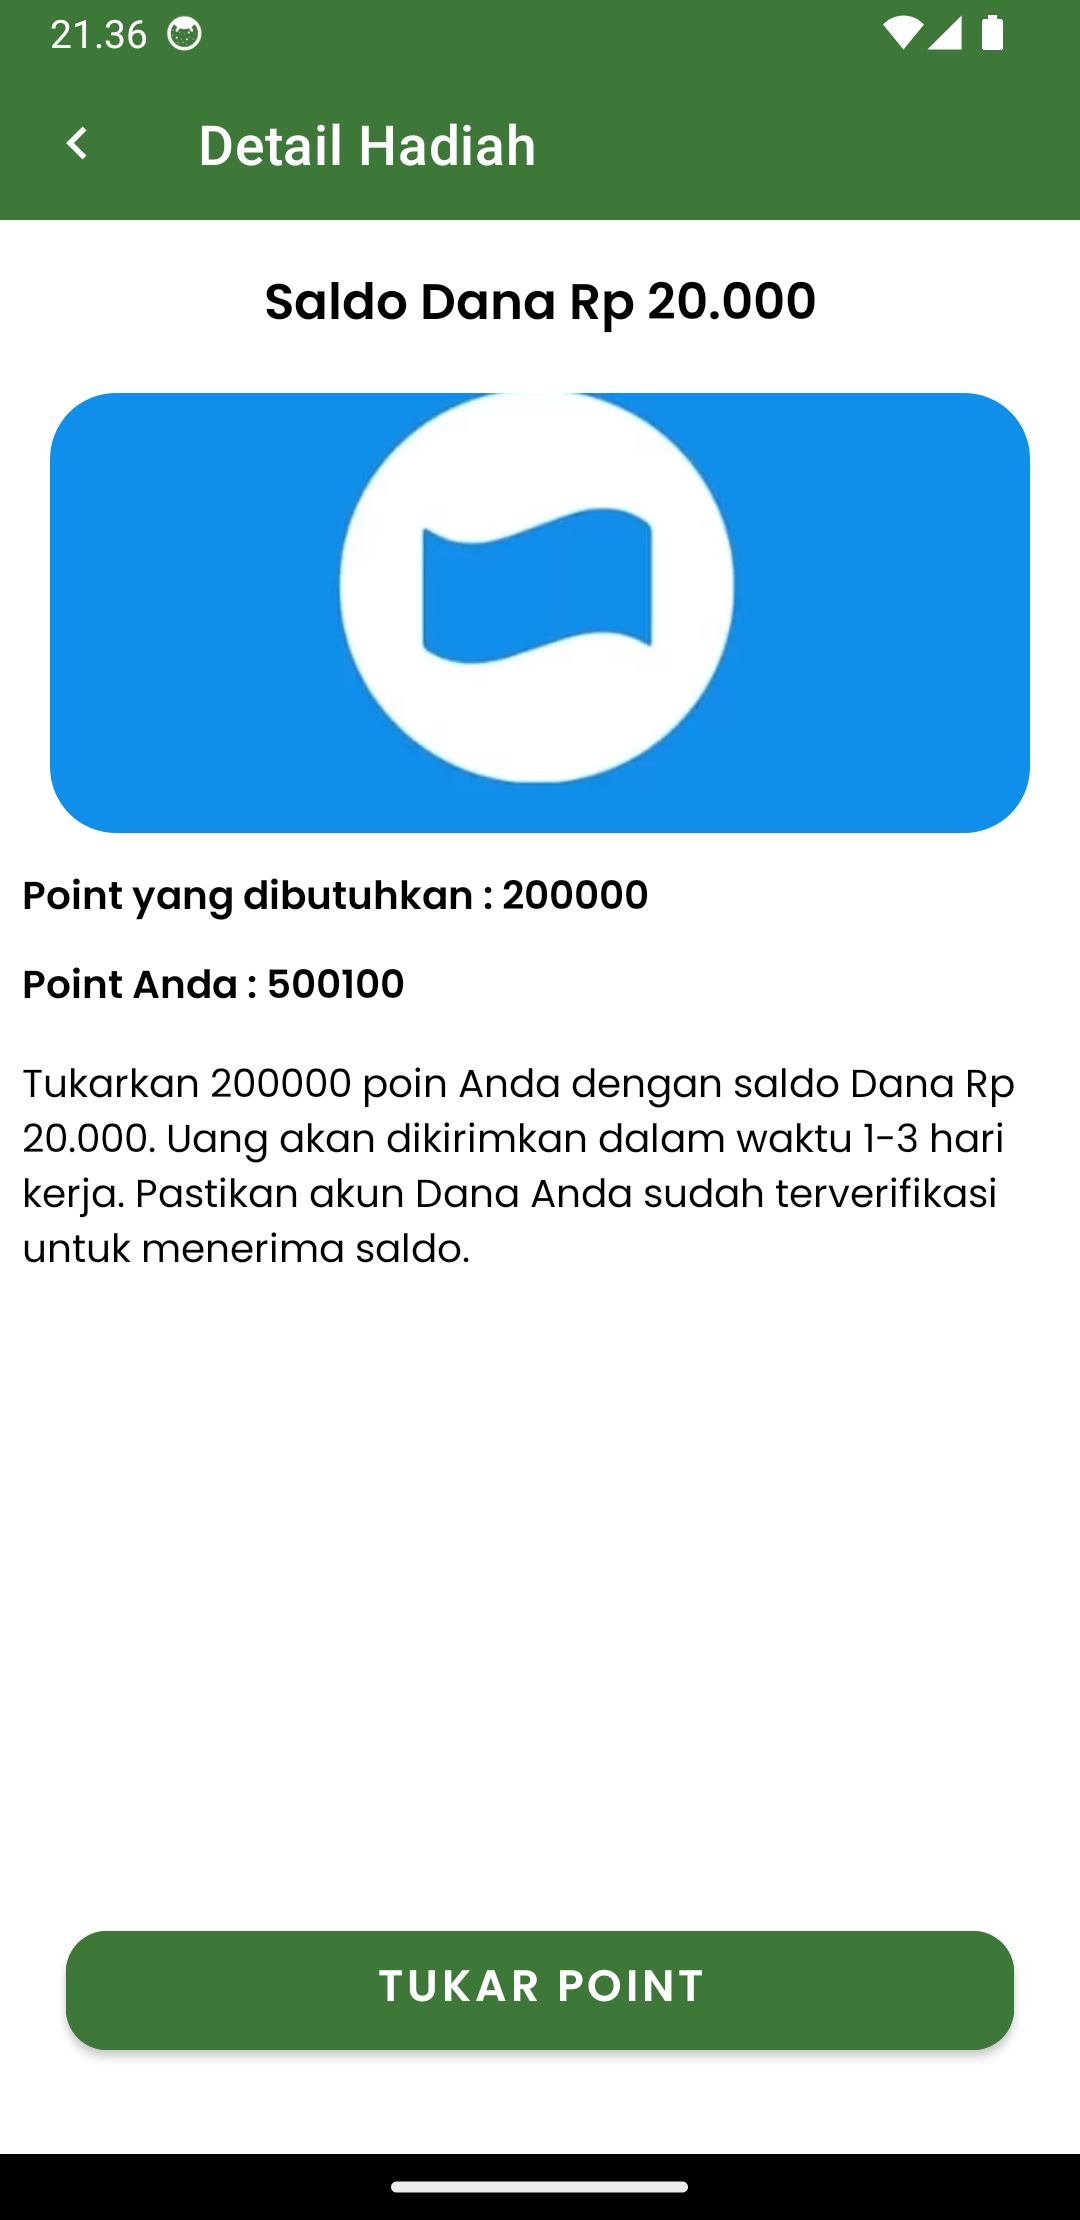 21.36
Detail Hadiah
Saldo Dana Rp 20.000
Point yang dibutuhkan : 200000
Point Anda : 500100
Tukarkan 200000 poin Anda dengan saldo Dana Rp
20.000. Uang akan dikirimkan dalam waktu 1-3 hari
kerja. Pastikan akun Dana Anda sudah terverifikasi
untuk menerima saldo.
TUKAR POINT